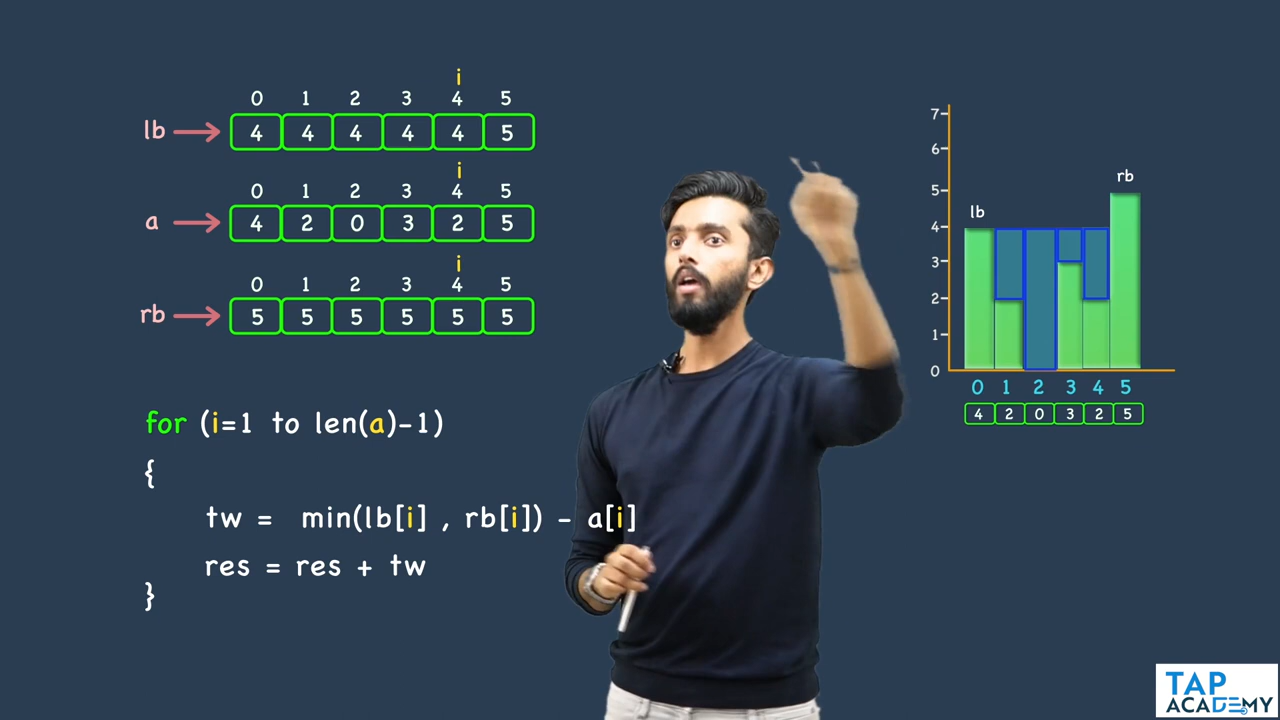 i
0 1 2 3 4 5
lb 4 4 4 4 4 5
i
0 1 2 3 4 5
a 4 2 0 3 2 5
i
0 1 2 3 4 5
rb 5 5 5 5 5 5
for (i=1 to len(a)-1)
{
tw = min(lb[i] , rb[i]) - a[i]
res = res + tw
}
7
6
5
4
3
2
1
0
lb
rb
0 1 2 3 4 5
4 2 0 3 2 5
TAP
ACADEMY